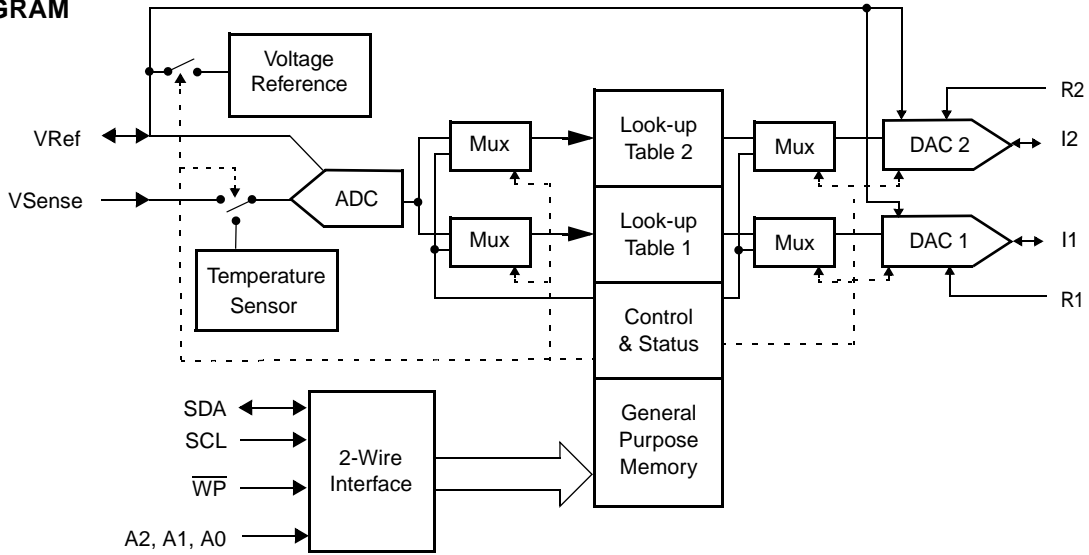 GRAM
Voltage
Reference
R2
VRef
Mux
Look-up
Table 2
Mux
DAC 2
I2
VSense
ADC
Mux
Look-up
Table 1
Mux
DAC 1
I1
Temperature
Sensor
R1
Control
& Status
SDA
SCL
WP
A2, A1, A0
2-Wire
Interface
General
Purpose
Memory